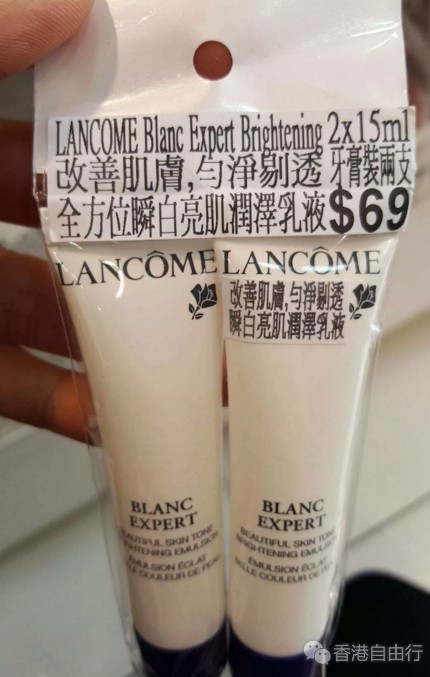 LANCOME Blanc Expert Brightening 2x15ml
改善肌膚,勻淨剔透 牙膏裝兩支
全方位瞬白亮肌潤澤乳液 $69
LANCÔME
LANCÔME
改善肌膚,勻淨剔透
瞬白亮肌潤澤乳液
BLANC
EXPERT
BEAUTIFUL SKIN TONE
BRIGHTENING EMULSION
ÉMULSION ÉCLAT
BELLE COULEUR DE PEAU
BLANC
EXPERT
BEAUTIFUL SKIN TONE
BRIGHTENING EMULSION
ÉMULSION ÉCLAT
BELLE COULEUR DE PEAU
香港自由行